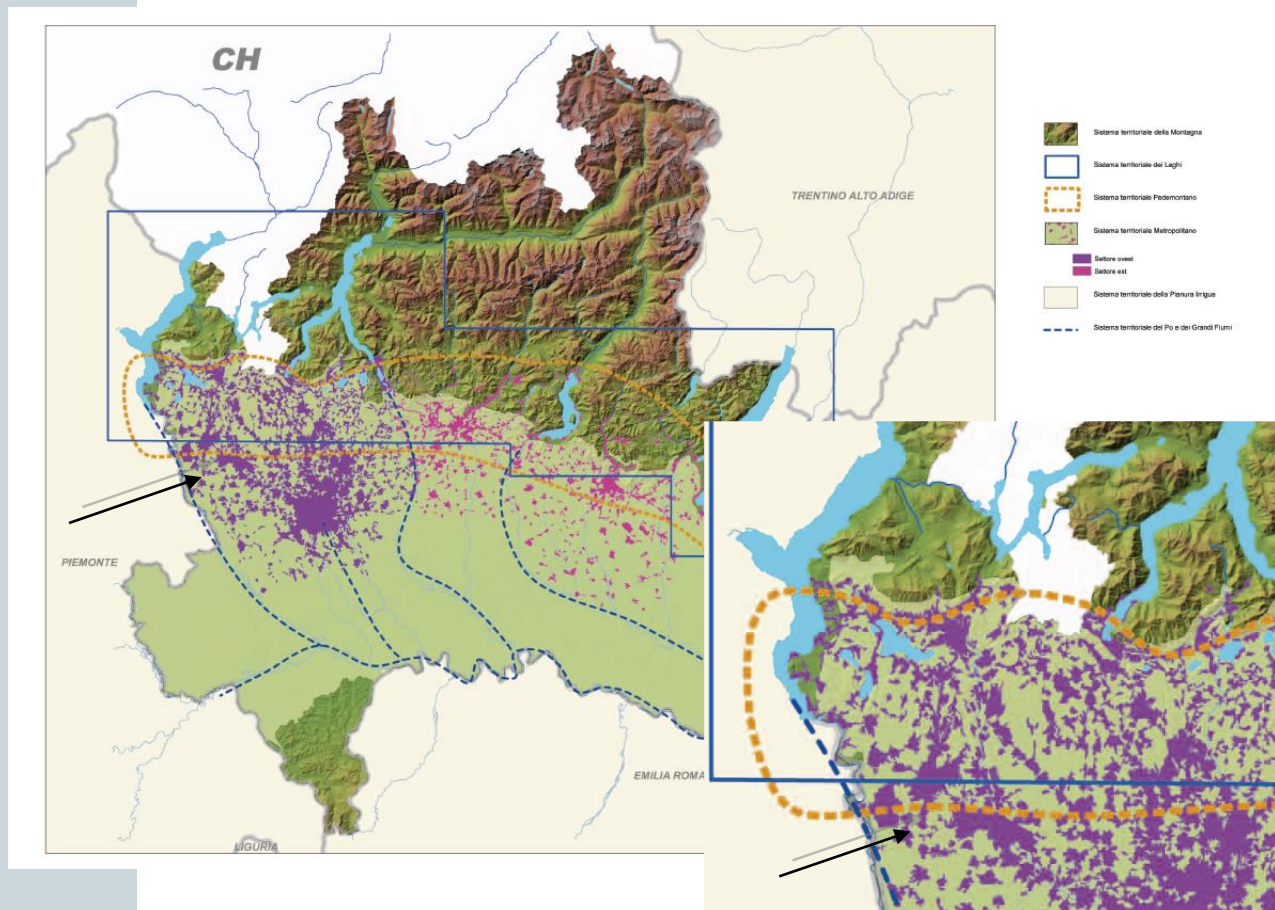 CH
TRENTINO ALTO ADIGE
PIEMONTE
EMILIA ROMA
LIGURIA
Sistema territoriale della Montagna
Sistema territoriale dei Laghi
Sistema territoriale Pedemontano
Sistema territoriale Metropolitano
Settore ovest
Settore est
Sistema territoriale della Pianura Irrigua
Sistema territoriale del Po e dei Grandi Fiumi